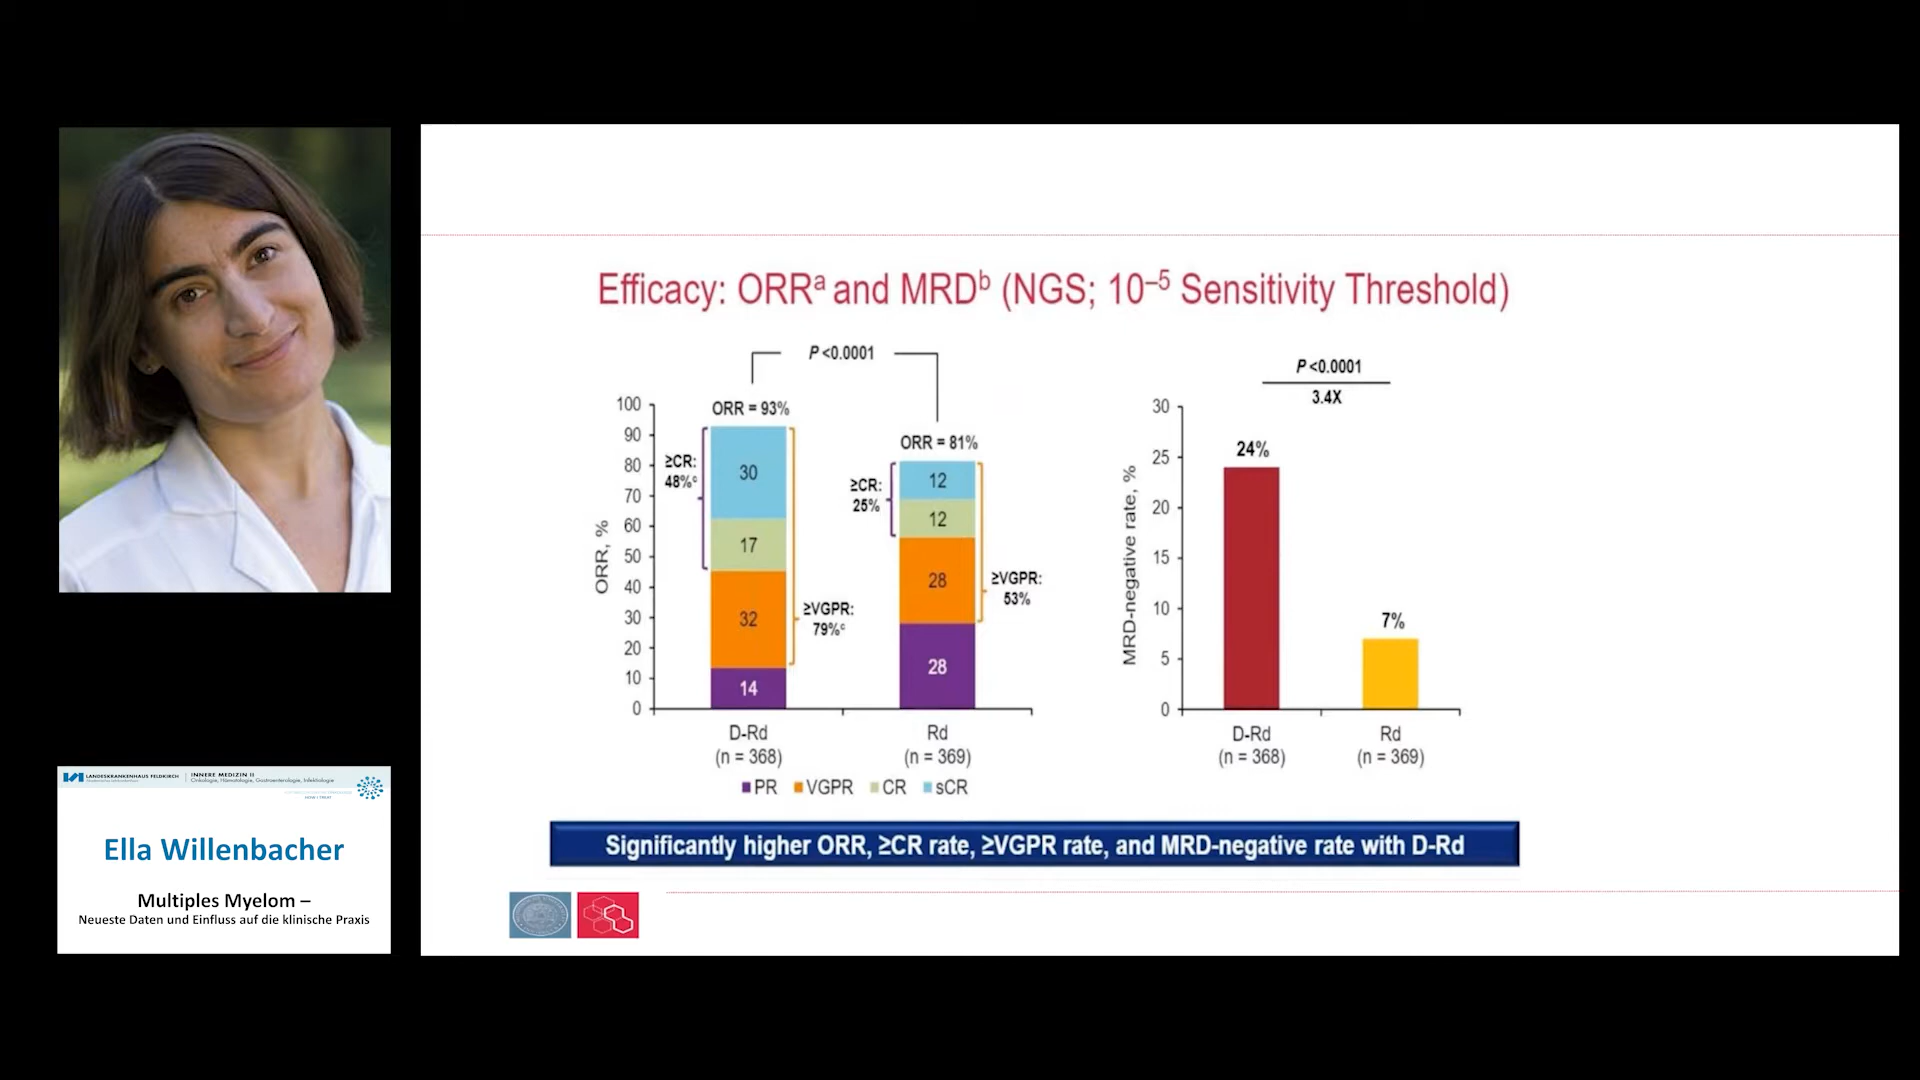 Efficacy: ORRa and MRDb (NGS; 10–5 Sensitivity Threshold)
P <0.0001
ORR = 93%
ORR = 81%
≥CR:
48%c
≥CR:
25%
≥VGPR:
79%c
≥VGPR:
53%
ORR, %
100
90
80
70
60
50
40
30
20
10
0
30
17
32
14
12
12
28
28
D-Rd
(n = 368)
Rd
(n = 369)
PR VGPR CR sCR
P <0.0001
3.4X
MRD-negative rate, %
30
25
20
15
10
5
0
24%
7%
D-Rd
(n = 368)
Rd
(n = 369)
Significantly higher ORR, ≥CR rate, ≥VGPR rate, and MRD-negative rate with D-Rd
LANDESKRANKENHAUS FELDKIRCH
INNERE MEDIZIN II
Onkologie, Hämatologie, Gastroenterologie, Infektiologie
HOW I TREAT
Ella Willenbacher
Multiples Myelom –
Neueste Daten und Einfluss auf die klinische Praxis